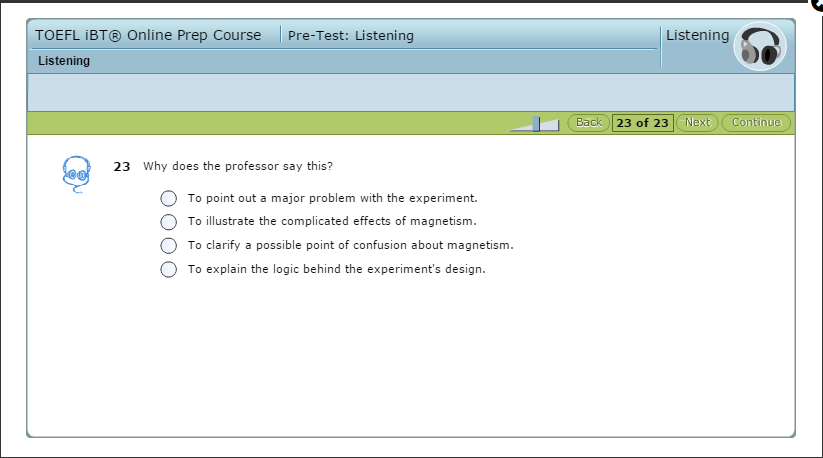 TOEFL iBT® Online Prep Course Pre-Test: Listening Listening
Listening
Back 23 of 23 Next Continue
23 Why does the professor say this?
To point out a major problem with the experiment.
To illustrate the complicated effects of magnetism.
To clarify a possible point of confusion about magnetism.
To explain the logic behind the experiment's design.